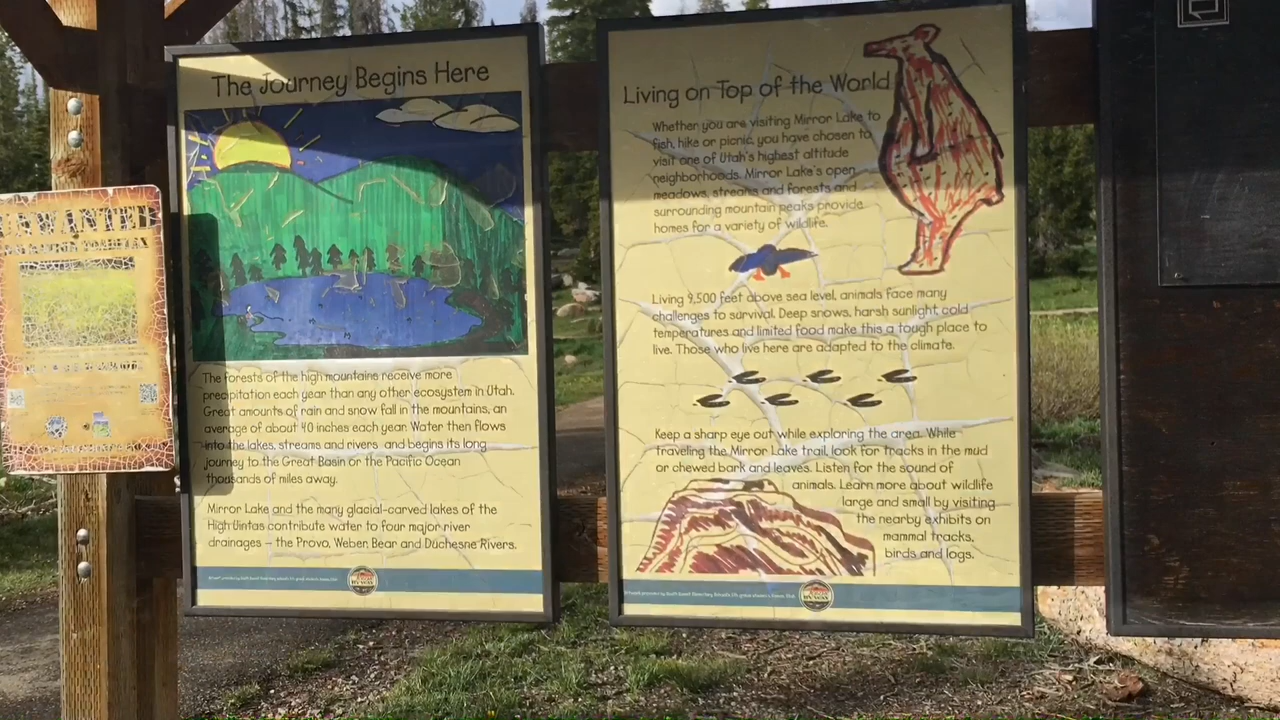 WANTED
The Journey Begins Here
The forests of the high mountains receive more
precipitation each year than any other ecosystem in Utah.
Great amounts of rain and snow fall in the mountains, an
average of about 40 inches each year. Water then flows
into the lakes, streams and rivers and begins its long
journey to the Great Basin or the Pacific Ocean
thousands of miles away.
Mirror Lake and the many glacial-carved lakes of the
High Uintas contribute water to four major river
drainages – the Provo, Weber, Bear and Duchesne Rivers.
Living on Top of the World
Whether you are visiting Mirror Lake to
fish, hike or picnic, you have chosen to
visit one of Utah's highest altitude
neighborhoods. Mirror Lake's open
meadows, streams and forests and
surrounding mountain peaks provide
homes for a variety of wildlife.
Living 9,500 feet above sea level, animals face many
challenges to survival. Deep snows, harsh sunlight, cold
temperatures and limited food make this a tough place to
live. Those who live here are adapted to the climate.
Keep a sharp eye out while exploring the area. While
traveling the Mirror Lake trail, look for tracks in the mud
or chewed bark and leaves. Listen for the sound of
animals. Learn more about wildlife
large and small by visiting
the nearby exhibits on
mammal tracks,
birds and logs.